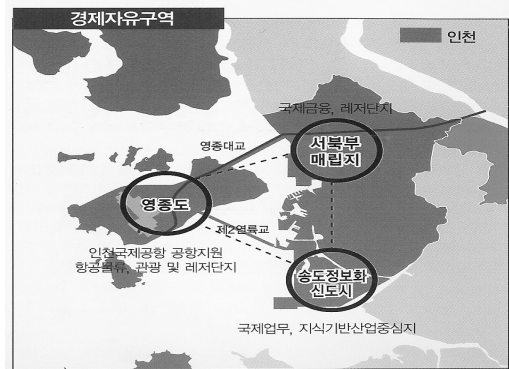 경제자유구역
인천
국제금융, 레저단지
영종대교
서북부
매립지
영종도
제2연륙교
인천국제공항 공항지원
항공물류, 관광 및 레저단지
송도정보화
신도시
국제업무, 지식기반산업중심지